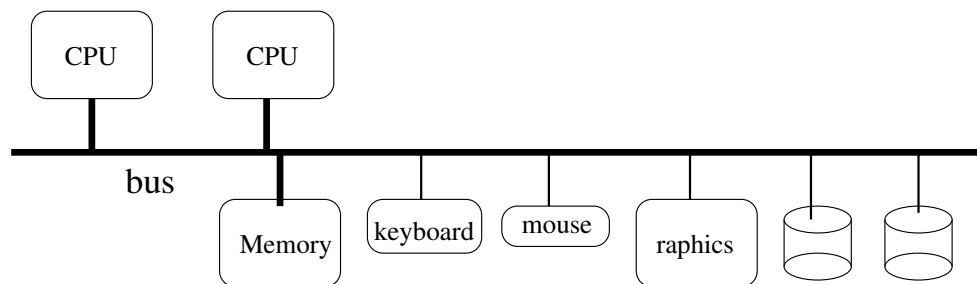 CPU
CPU
bus
Memory
keyboard
mouse
raphics